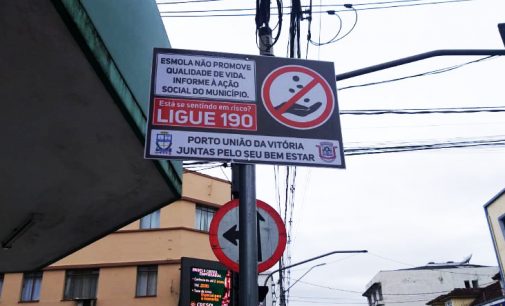 ESMOLA NÃO PROMOVE
QUALIDADE DE VIDA.
INFORME À AÇÃO
SOCIAL DO MUNICÍPIO.
Está se sentindo em risco?
LIGUE 190
PORTO UNIÃO DA VITÓRIA
JUNTAS PELO SEU BEM ESTAR